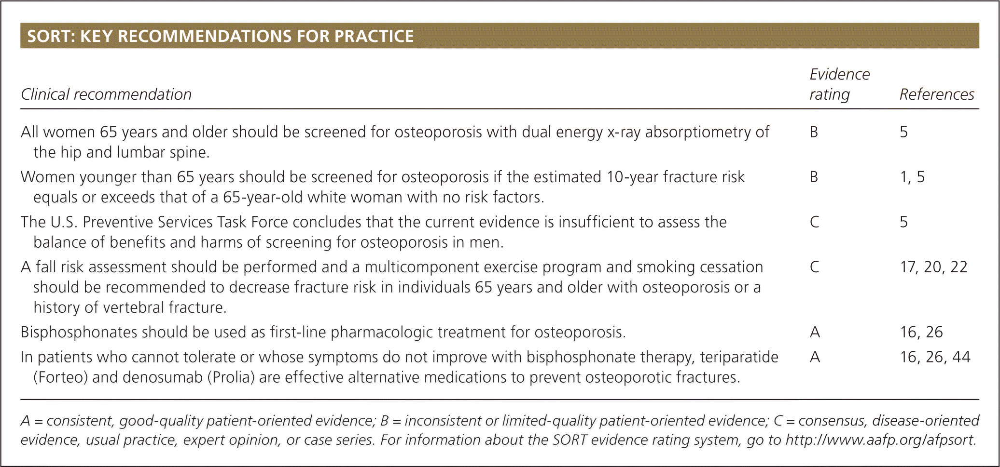 SORT: KEY RECOMMENDATIONS FOR PRACTICE
Evidence
Clinical recommendation rating References
All women 65 years and older should be screened for osteoporosis with dual energy x-ray absorptiometry of B 5
the hip and lumbar spine.
Women younger than 65 years should be screened for osteoporosis if the estimated 10-year fracture risk B 1, 5
equals or exceeds that of a 65-year-old white woman with no risk factors.
The U.S. Preventive Services Task Force concludes that the current evidence is insufficient to assess the C 5
balance of benefits and harms of screening for osteoporosis in men.
A fall risk assessment should be performed and a multicomponent exercise program and smoking cessation C 17, 20, 22
should be recommended to decrease fracture risk in individuals 65 years and older with osteoporosis or a
history of vertebral fracture.
Bisphosphonates should be used as first-line pharmacologic treatment for osteoporosis. A 16, 26
In patients who cannot tolerate or whose symptoms do not improve with bisphosphonate therapy, teriparatide A 16, 26, 44
(Forteo) and denosumab (Prolia) are effective alternative medications to prevent osteoporotic fractures.
A = consistent, good-quality patient-oriented evidence; B = inconsistent or limited-quality patient-oriented evidence; C = consensus, disease-oriented
evidence, usual practice, expert opinion, or case series. For information about the SORT evidence rating system, go to http://www.aafp.org/afpsort.